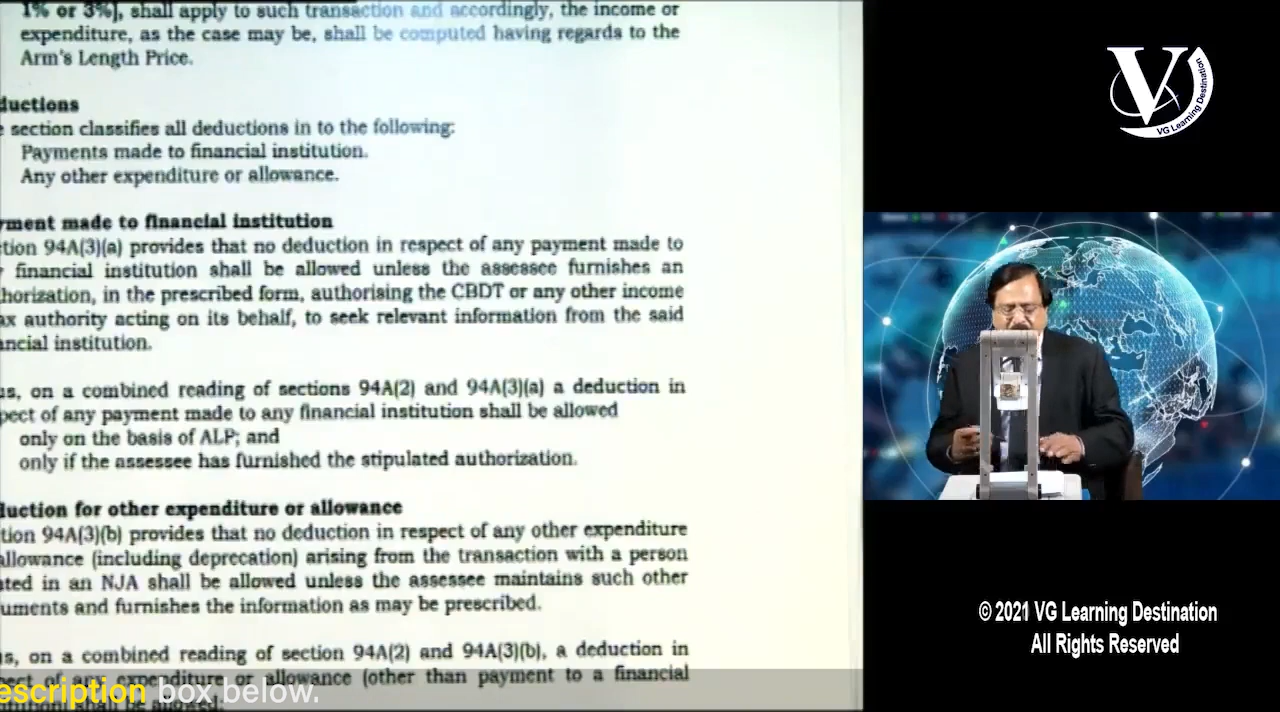 1% or 3%], shall apply to such transaction and accordingly, the income or
expenditure, as the case may be, shall be computed having regards to the
Arm's Length Price.
ductions
section classifies all deductions in to the following:
Payments made to financial institution.
Any other expenditure or allowance.
yment made to financial institution
tion 94A(3)(a) provides that no deduction in respect of any payment made to
financial institution shall be allowed unless the assessee furnishes an
horization, in the prescribed form, authorising the CBDT or any other income
ax authority acting on its behalf, to seek relevant information from the said
ancial institution.
us, on a combined reading of sections 94A(2) and 94A(3)(a) a deduction in
pect of any payment made to any financial institution shall be allowed
only on the basis of ALP; and
only if the assessee has furnished the stipulated authorization.
duction for other expenditure or allowance
tion 94A(3)(b) provides that no deduction in respect of any other expenditure
allowance (including deprecation) arising from the transaction with a person
ated in an NJA shall be allowed unless the assessee maintains such other
uments and furnishes the information as may be prescribed.
us, on a combined reading of section 94A(2) and 94A(3)(b), a deduction in
pect of any expenditure or allowance (other than payment to a financial
shall be allowed:
escription box below.
V
VG Learning Destination
© 2021 VG Learning Destination
All Rights Reserved